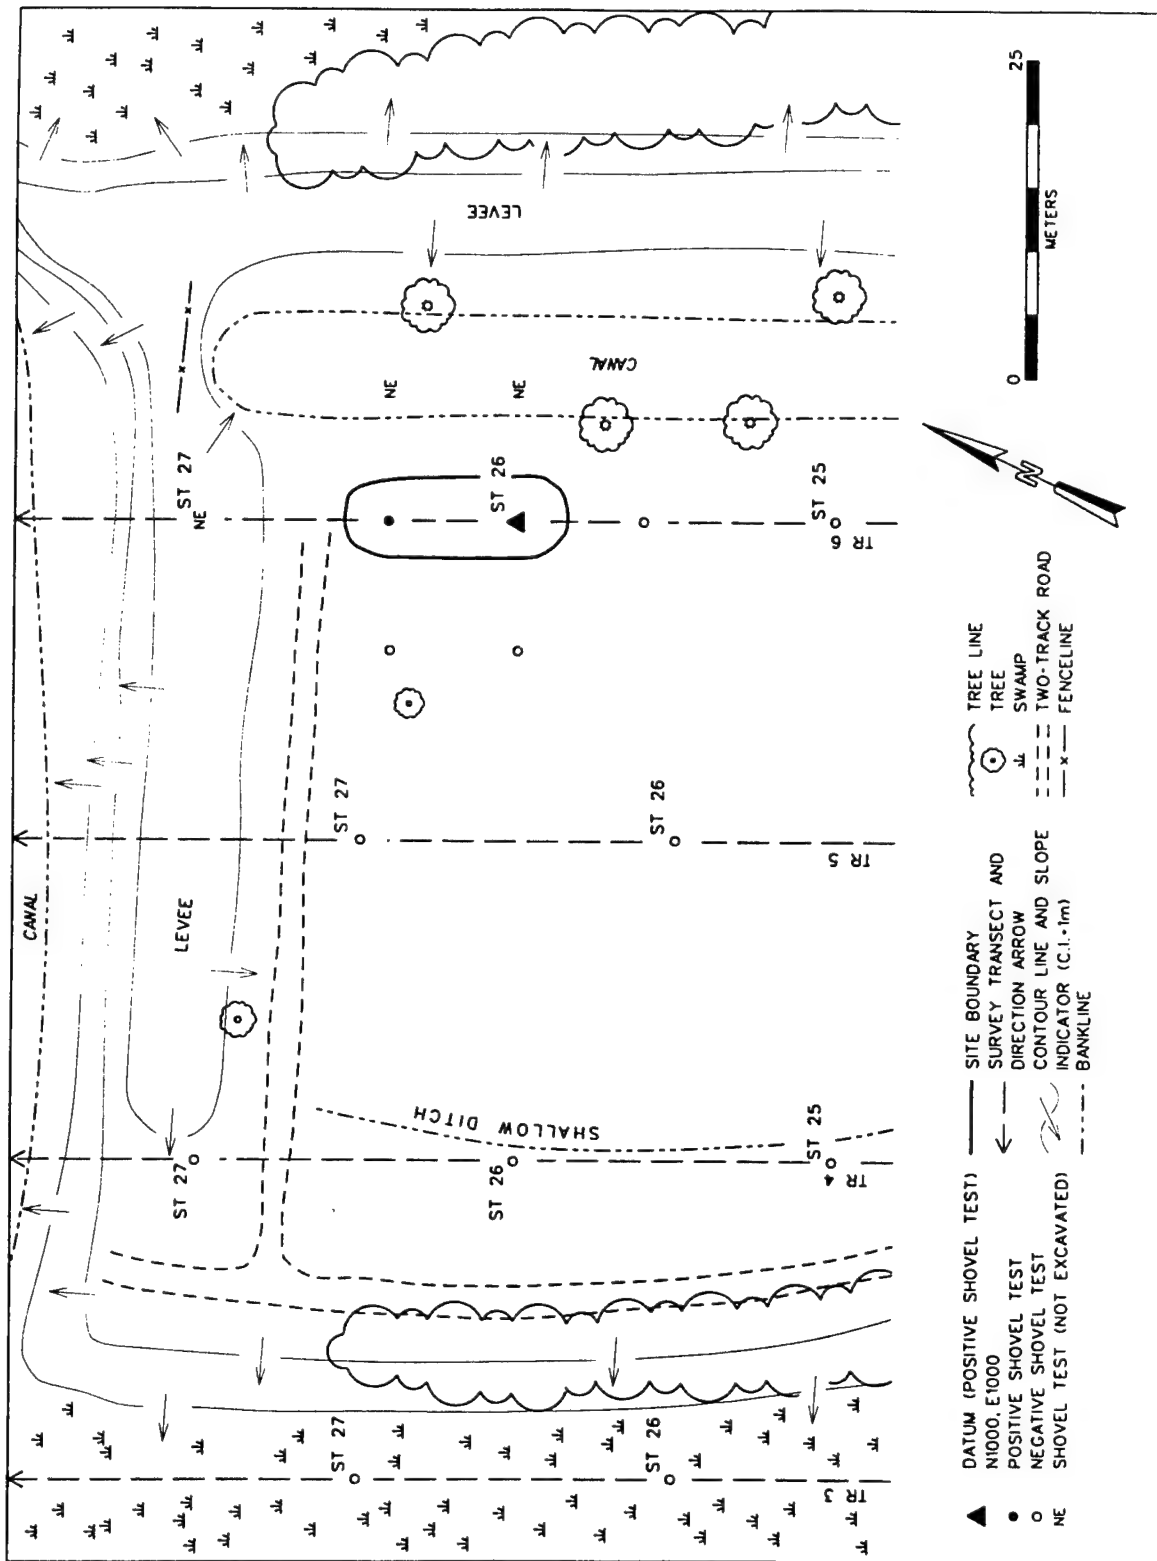 CANAL
LEVEE
LEVEE
CANAL
NE
NE
ST 27
NE
ST 26
ST 25
TR 6
ST 27
ST 26
TR 5
SHALLOW DITCH
ST 27
ST 26
ST 25
TR 4
ST 27
ST 26
TR 3
0
25
METERS
N
DATUM (POSITIVE SHOVEL TEST)
N1000, E1000
POSITIVE SHOVEL TEST
NEGATIVE SHOVEL TEST
NE SHOVEL TEST (NOT EXCAVATED)
SITE BOUNDARY
SURVEY TRANSECT AND
DIRECTION ARROW
CONTOUR LINE AND SLOPE
INDICATOR (C.I.=1m)
BANKLINE
TREE LINE
TREE
SWAMP
TWO-TRACK ROAD
FENCELINE